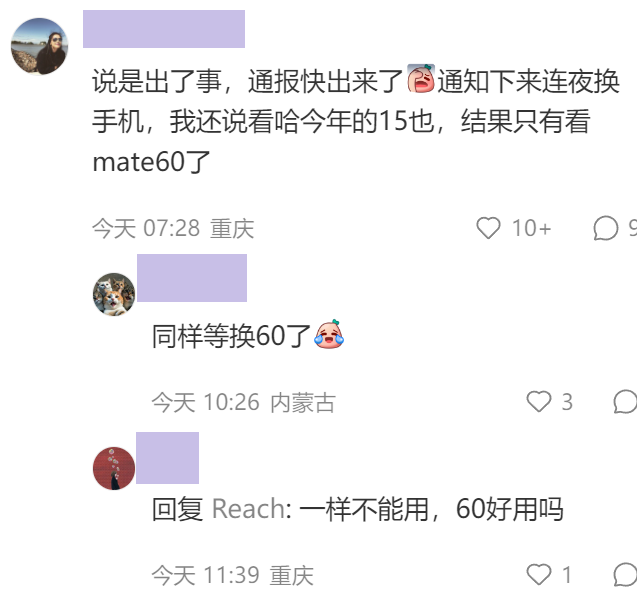 说是出了事，通报快出来了通知下来连夜换
手机，我还说看哈今年的15也，结果只有看
mate60了
今天 07:28 重庆
10+
9
同样等换60了
今天 10:26 内蒙古
3
回复 Reach: 一样不能用，60好用吗
今天 11:39 重庆
1